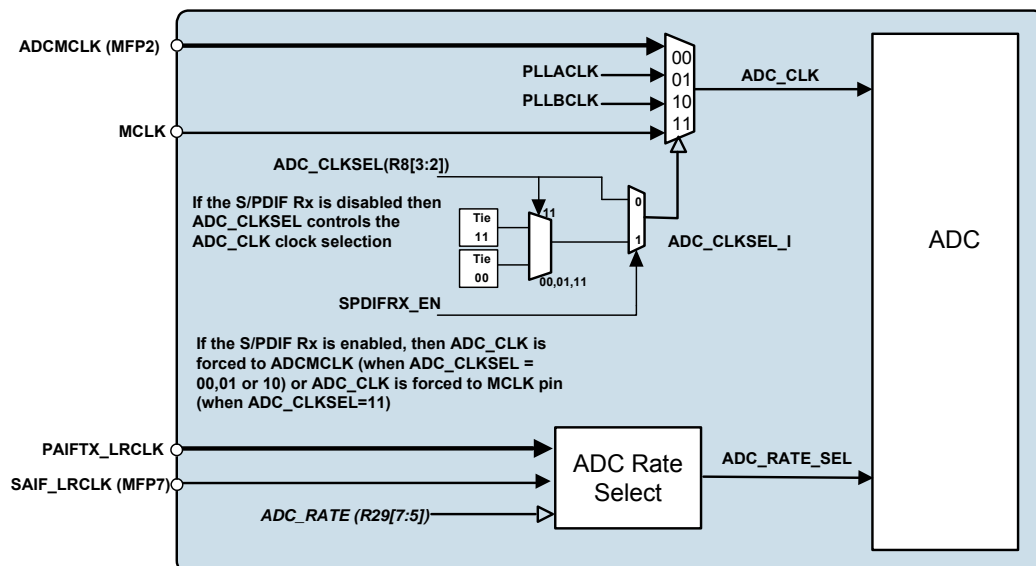 ADCMCLK (MFP2)
PLLACLK
PLLBCLK
MCLK
00
01
10
11
ADC_CLK
ADC_CLKSEL(R8[3:2])
If the S/PDIF Rx is disabled then
ADC_CLKSEL controls the
ADC_CLK clock selection
Tie
11
Tie
00
11
00,01,11
0
1
ADC_CLKSEL_I
SPDIFRX_EN
ADC
If the S/PDIF Rx is enabled, then ADC_CLK is
forced to ADCMCLK (when ADC_CLKSEL =
00,01 or 10) or ADC_CLK is forced to MCLK pin
(when ADC_CLKSEL=11)
PAIFTX_LRCLK
SAIF_LRCLK (MFP7)
ADC_RATE (R29[7:5])
ADC Rate
Select
ADC_RATE_SEL